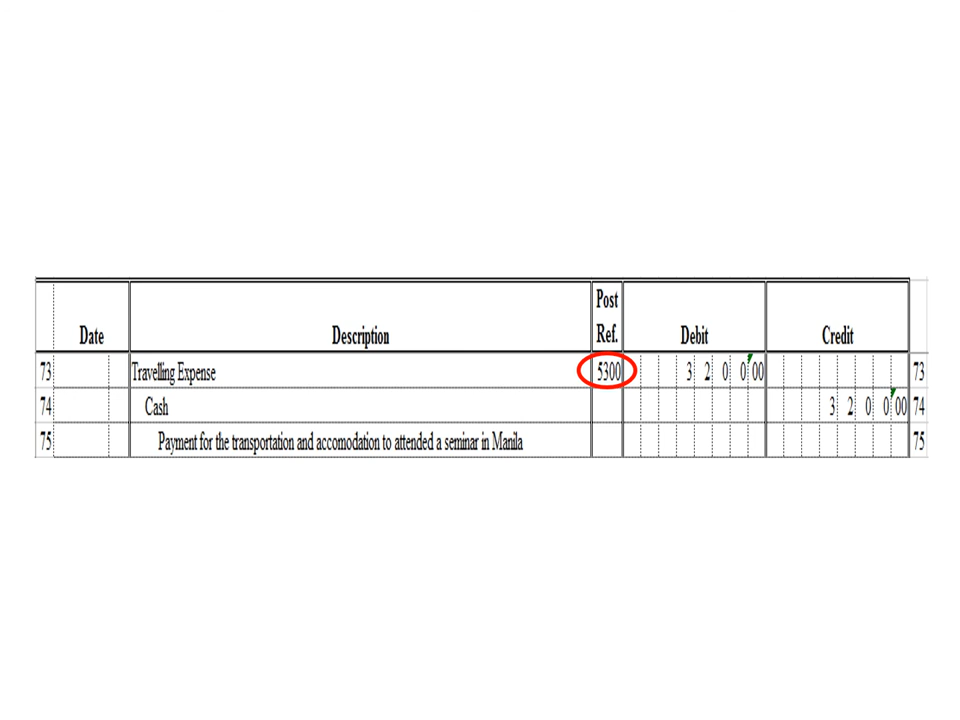 Date Description Post Ref. Debit Credit
73 Travelling Expense 5300 3 2 0 0 00 73
74 Cash 3 2 0 0 00 74
75 Payment for the transportation and accomodation to attended a seminar in Manila 75